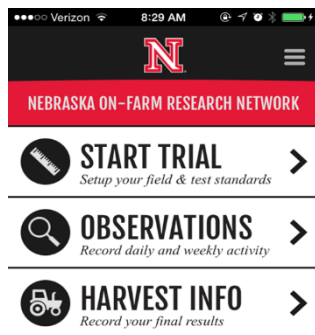 Verizon 8:29 AM
N
NEBRASKA ON-FARM RESEARCH NETWORK
START TRIAL
Setup your field & test standards
OBSERVATIONS
Record daily and weekly activity
HARVEST INFO
Record your final results